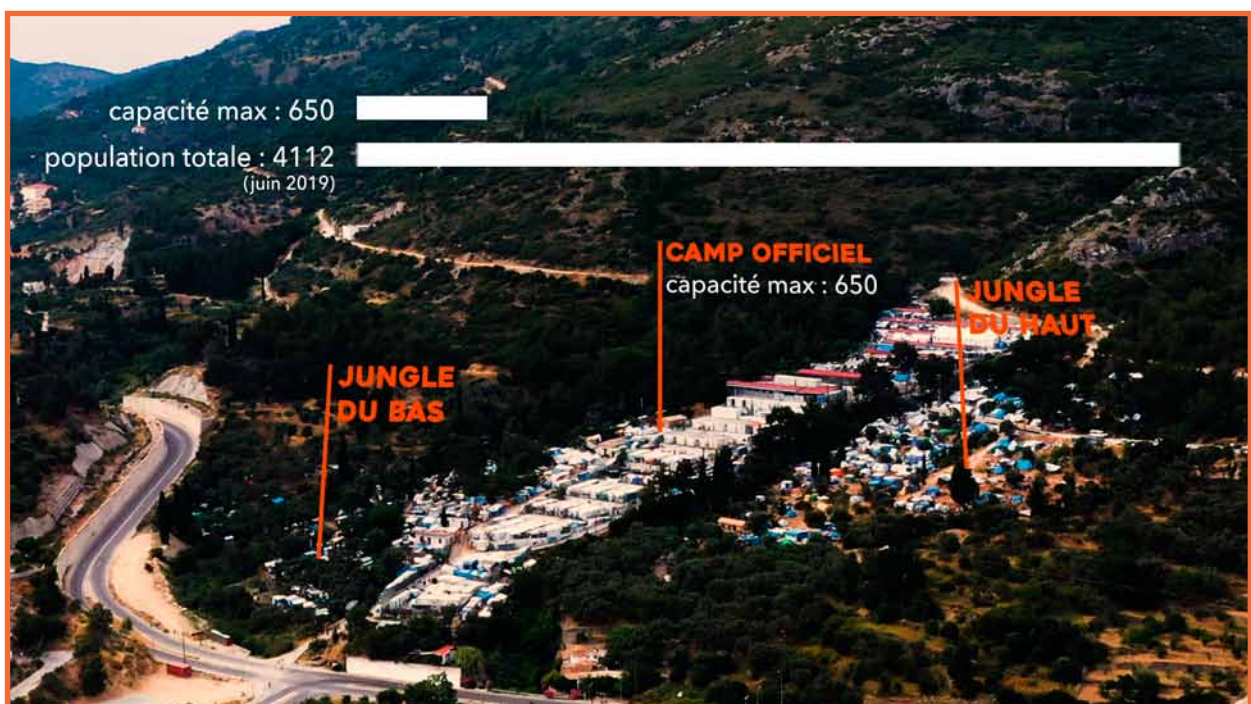 capacité max : 650
population totale : 4112
(juin 2019)
CAMP OFFICIEL
capacité max : 650
JUNGLE
DU HAUT
JUNGLE
DU BAS